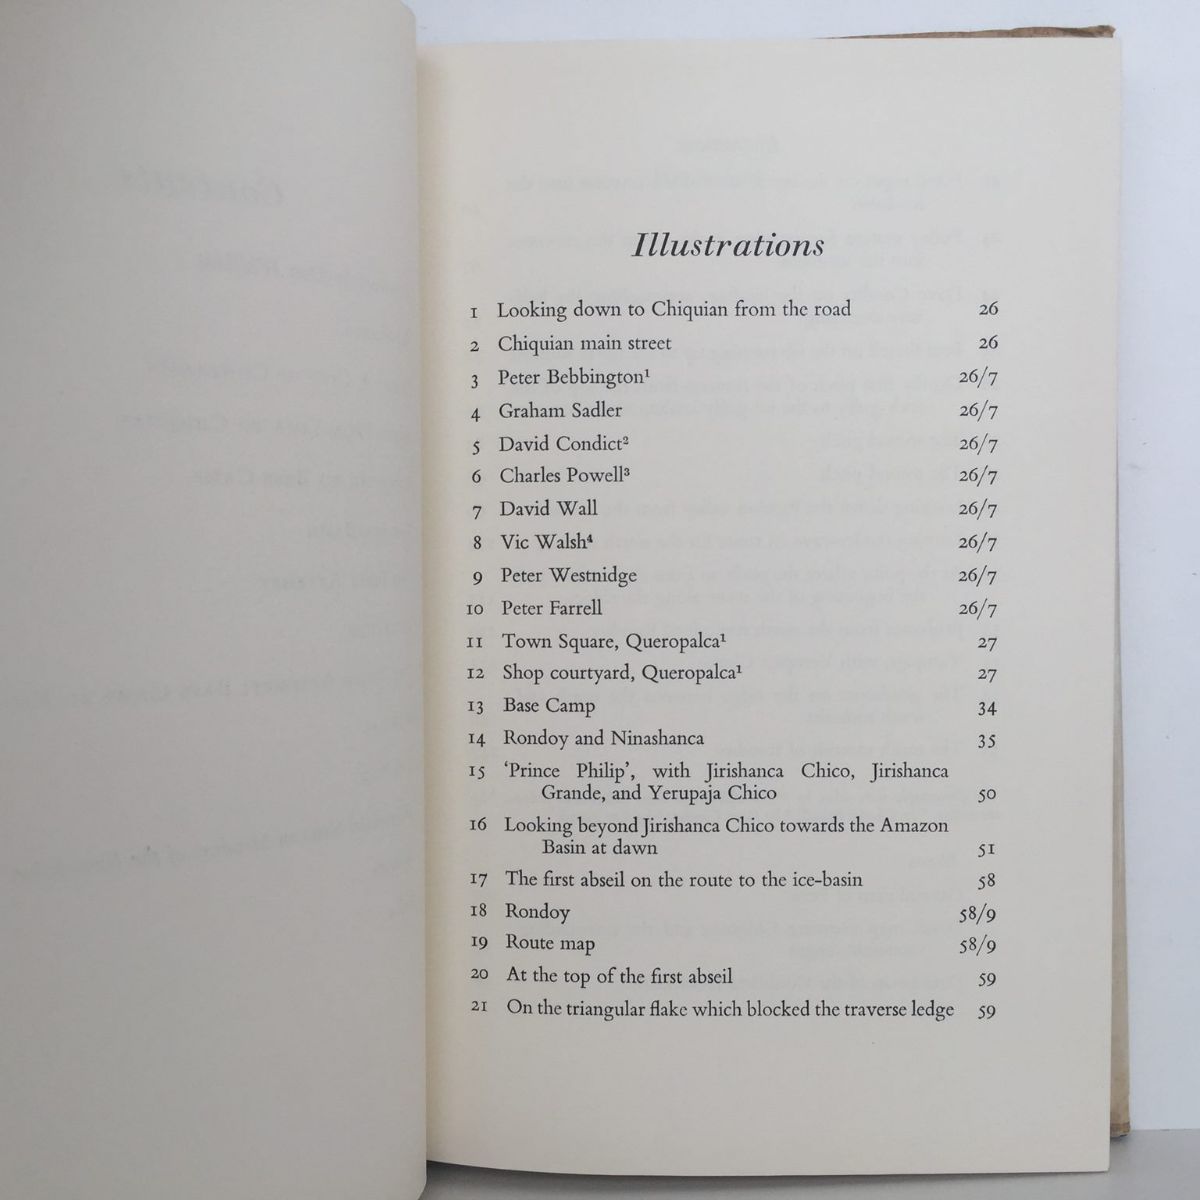 Illustrations
1 Looking down to Chiquian from the road 26
2 Chiquian main street 26
3 Peter Bebbington¹ 26/7
4 Graham Sadler 26/7
5 David Condict² 26/7
6 Charles Powell³ 26/7
7 David Wall 26/7
8 Vic Walsh⁴ 26/7
9 Peter Westnidge 26/7
10 Peter Farrell 26/7
11 Town Square, Queropalca¹ 27
12 Shop courtyard, Queropalca¹ 27
13 Base Camp 34
14 Rondoy and Ninashanca 35
15 ‘Prince Philip’, with Jirishanca Chico, Jirishanca
Grande, and Yerupaja Chico 50
16 Looking beyond Jirishanca Chico towards the Amazon
Basin at dawn 51
17 The first abseil on the route to the ice-basin 58
18 Rondoy 58/9
19 Route map 58/9
20 At the top of the first abseil 59
21 On the triangular flake which blocked the traverse ledge 59